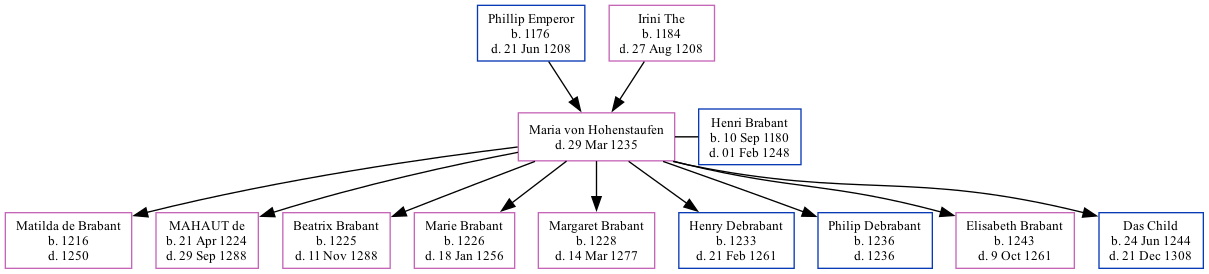 Phillip Emperor
b. 1176
d. 21 Jun 1208
Irini The
b. 1184
d. 27 Aug 1208
Maria von Hohenstaufen
d. 29 Mar 1235
Henri Brabant
b. 10 Sep 1180
d. 01 Feb 1248
Matilda de Brabant
b. 1216
d. 1250
MAHAUT de
b. 21 Apr 1224
d. 29 Sep 1288
Beatrix Brabant
b. 1225
d. 11 Nov 1288
Marie Brabant
b. 1226
d. 18 Jan 1256
Margaret Brabant
b. 1228
d. 14 Mar 1277
Henry Debrabant
b. 1233
d. 21 Feb 1261
Philip Debrabant
b. 1236
d. 1236
Elisabeth Brabant
b. 1243
d. 9 Oct 1261
Das Child
b. 24 Jun 1244
d. 21 Dec 1308